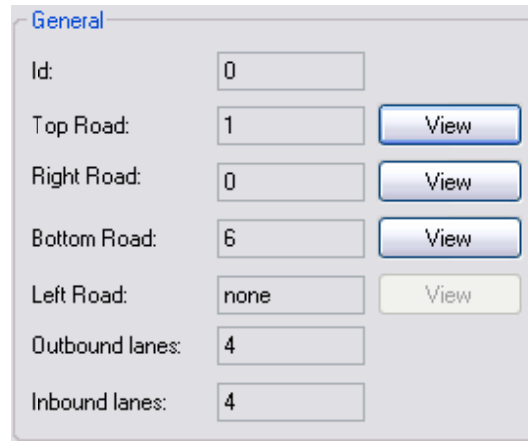 General
Id: 0
Top Road: 1 View
Right Road: 0 View
Bottom Road: 6 View
Left Road: none View
Outbound lanes: 4
Inbound lanes: 4